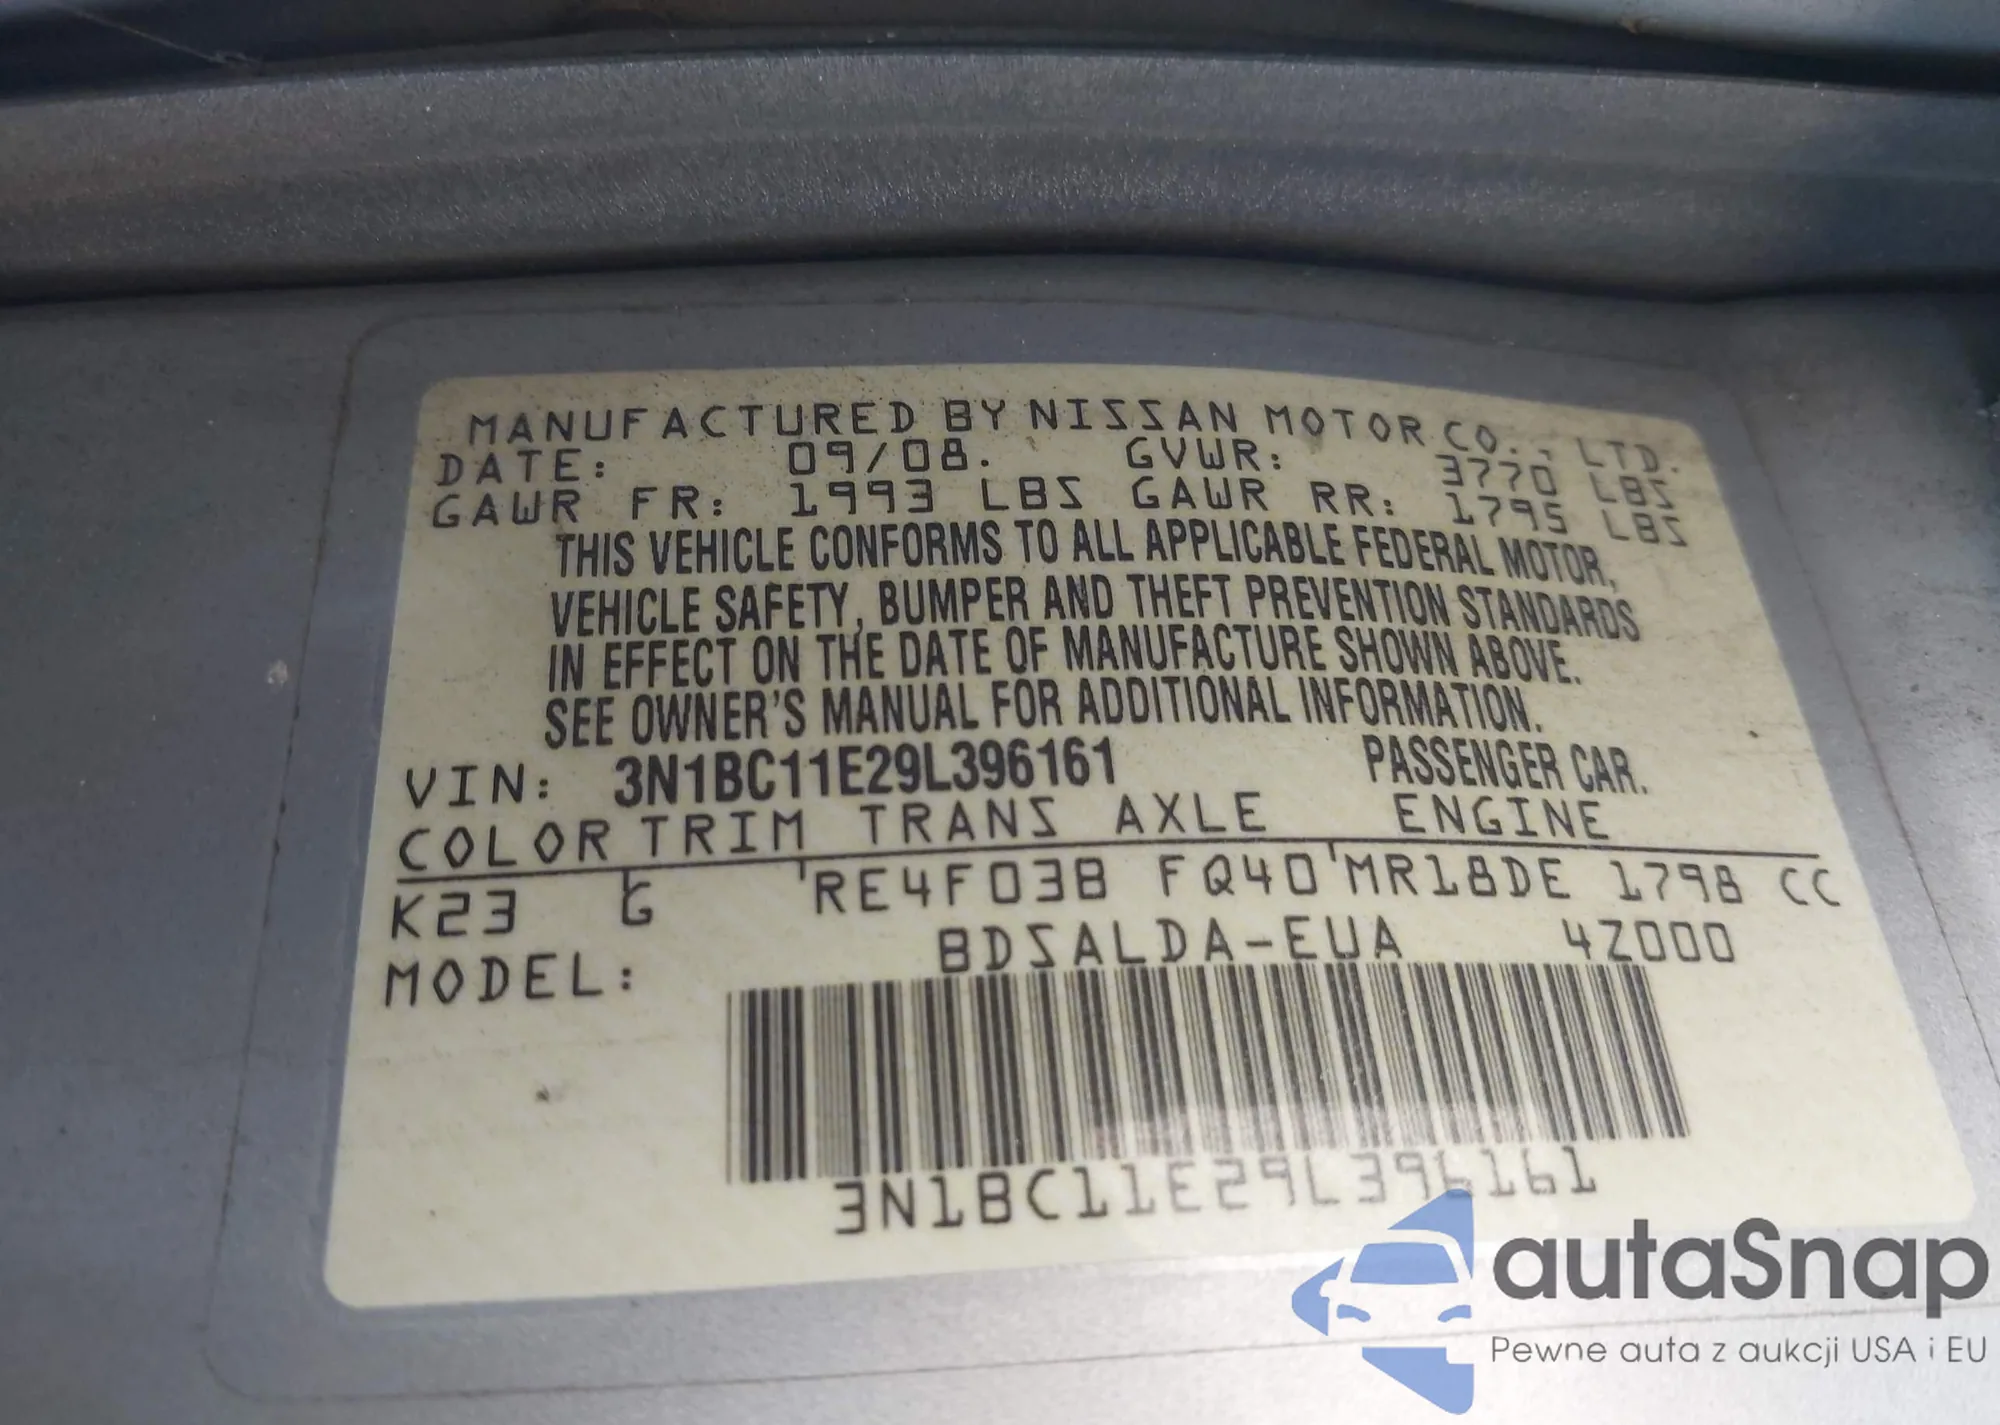 MANUFACTURED BY NISSAN MOTOR CO., LTD.
DATE: 09/08. GVWR: 3770 LBS
GAWR FR: 1993 LBS GAWR RR: 1795 LBS
THIS VEHICLE CONFORMS TO ALL APPLICABLE FEDERAL MOTOR,
VEHICLE SAFETY, BUMPER AND THEFT PREVENTION STANDARDS
IN EFFECT ON THE DATE OF MANUFACTURE SHOWN ABOVE.
SEE OWNER'S MANUAL FOR ADDITIONAL INFORMATION.
VIN: 3N1BC11E29L396161 PASSENGER CAR.
COLOR TRIM TRANS AXLE ENGINE
K23 G RE4F03B FQ40 MR18DE 1798 CC
MODEL: BDSALDA-EUA 4Z000
3N1BC11E29L396161
autaSnap
Pewne auta z aukcji USA i EU